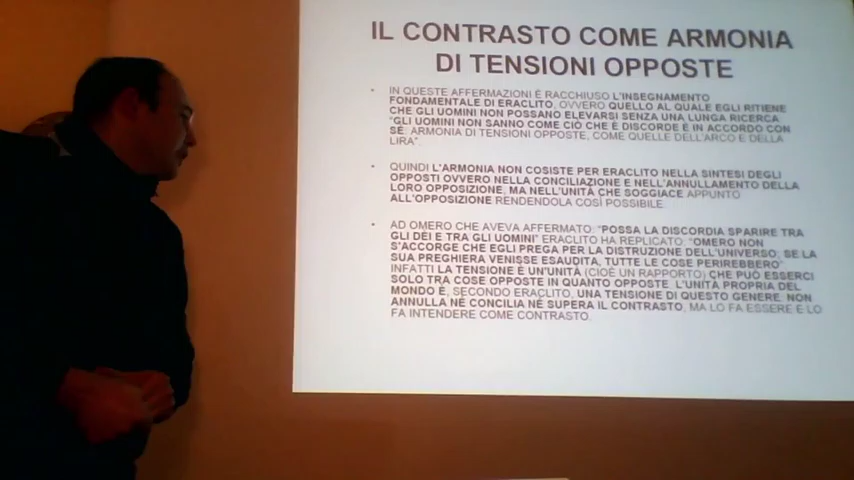 IL CONTRASTO COME ARMONIA
DI TENSIONI OPPOSTE
• IN QUESTE AFFERMAZIONI È RACCHIUSO L'INSEGNAMENTO
FONDAMENTALE DI ERACLITO, OVVERO QUELLO AL QUALE EGLI RITIENE
CHE GLI UOMINI NON POSSANO ELEVARSI SENZA UNA LUNGA RICERCA
"GLI UOMINI NON SANNO COME CIÒ CHE È DISCORDE È IN ACCORDO CON
SÈ, ARMONIA DI TENSIONI OPPOSTE, COME QUELLE DELL'ARCO E DELLA
LIRA".
• QUINDI L'ARMONIA NON COSISTE PER ERACLITO NELLA SINTESI DEGLI
OPPOSTI OVVERO NELLA CONCILIAZIONE E NELL'ANNULLAMENTO DELLA
LORO OPPOSIZIONE, MA NELL'UNITÀ CHE SOGGIACE APPUNTO
ALL'OPPOSIZIONE RENDENDOLA COSÌ POSSIBILE.
• AD OMERO CHE AVEVA AFFERMATO: "POSSA LA DISCORDIA SPARIRE TRA
GLI DEI E TRA GLI UOMINI" ERACLITO HA REPLICATO: "OMERO NON
S'ACCORGE CHE EGLI PREGA PER LA DISTRUZIONE DELL'UNIVERSO; SE LA
SUA PREGHIERA VENISSE ESAUDITA, TUTTE LE COSE PERIREBBERO"
INFATTI LA TENSIONE È UN'UNITÀ (CIOÈ UN RAPPORTO) CHE PUÒ ESSERCI
SOLO TRA COSE OPPOSTE IN QUANTO OPPOSTE. L'UNITÀ PROPRIA DEL
MONDO È, SECONDO ERACLITO, UNA TENSIONE DI QUESTO GENERE: NON
ANNULLA NÈ CONCILIA NÈ SUPERA IL CONTRASTO, MA LO FA ESSERE E LO
FA INTENDERE COME CONTRASTO.